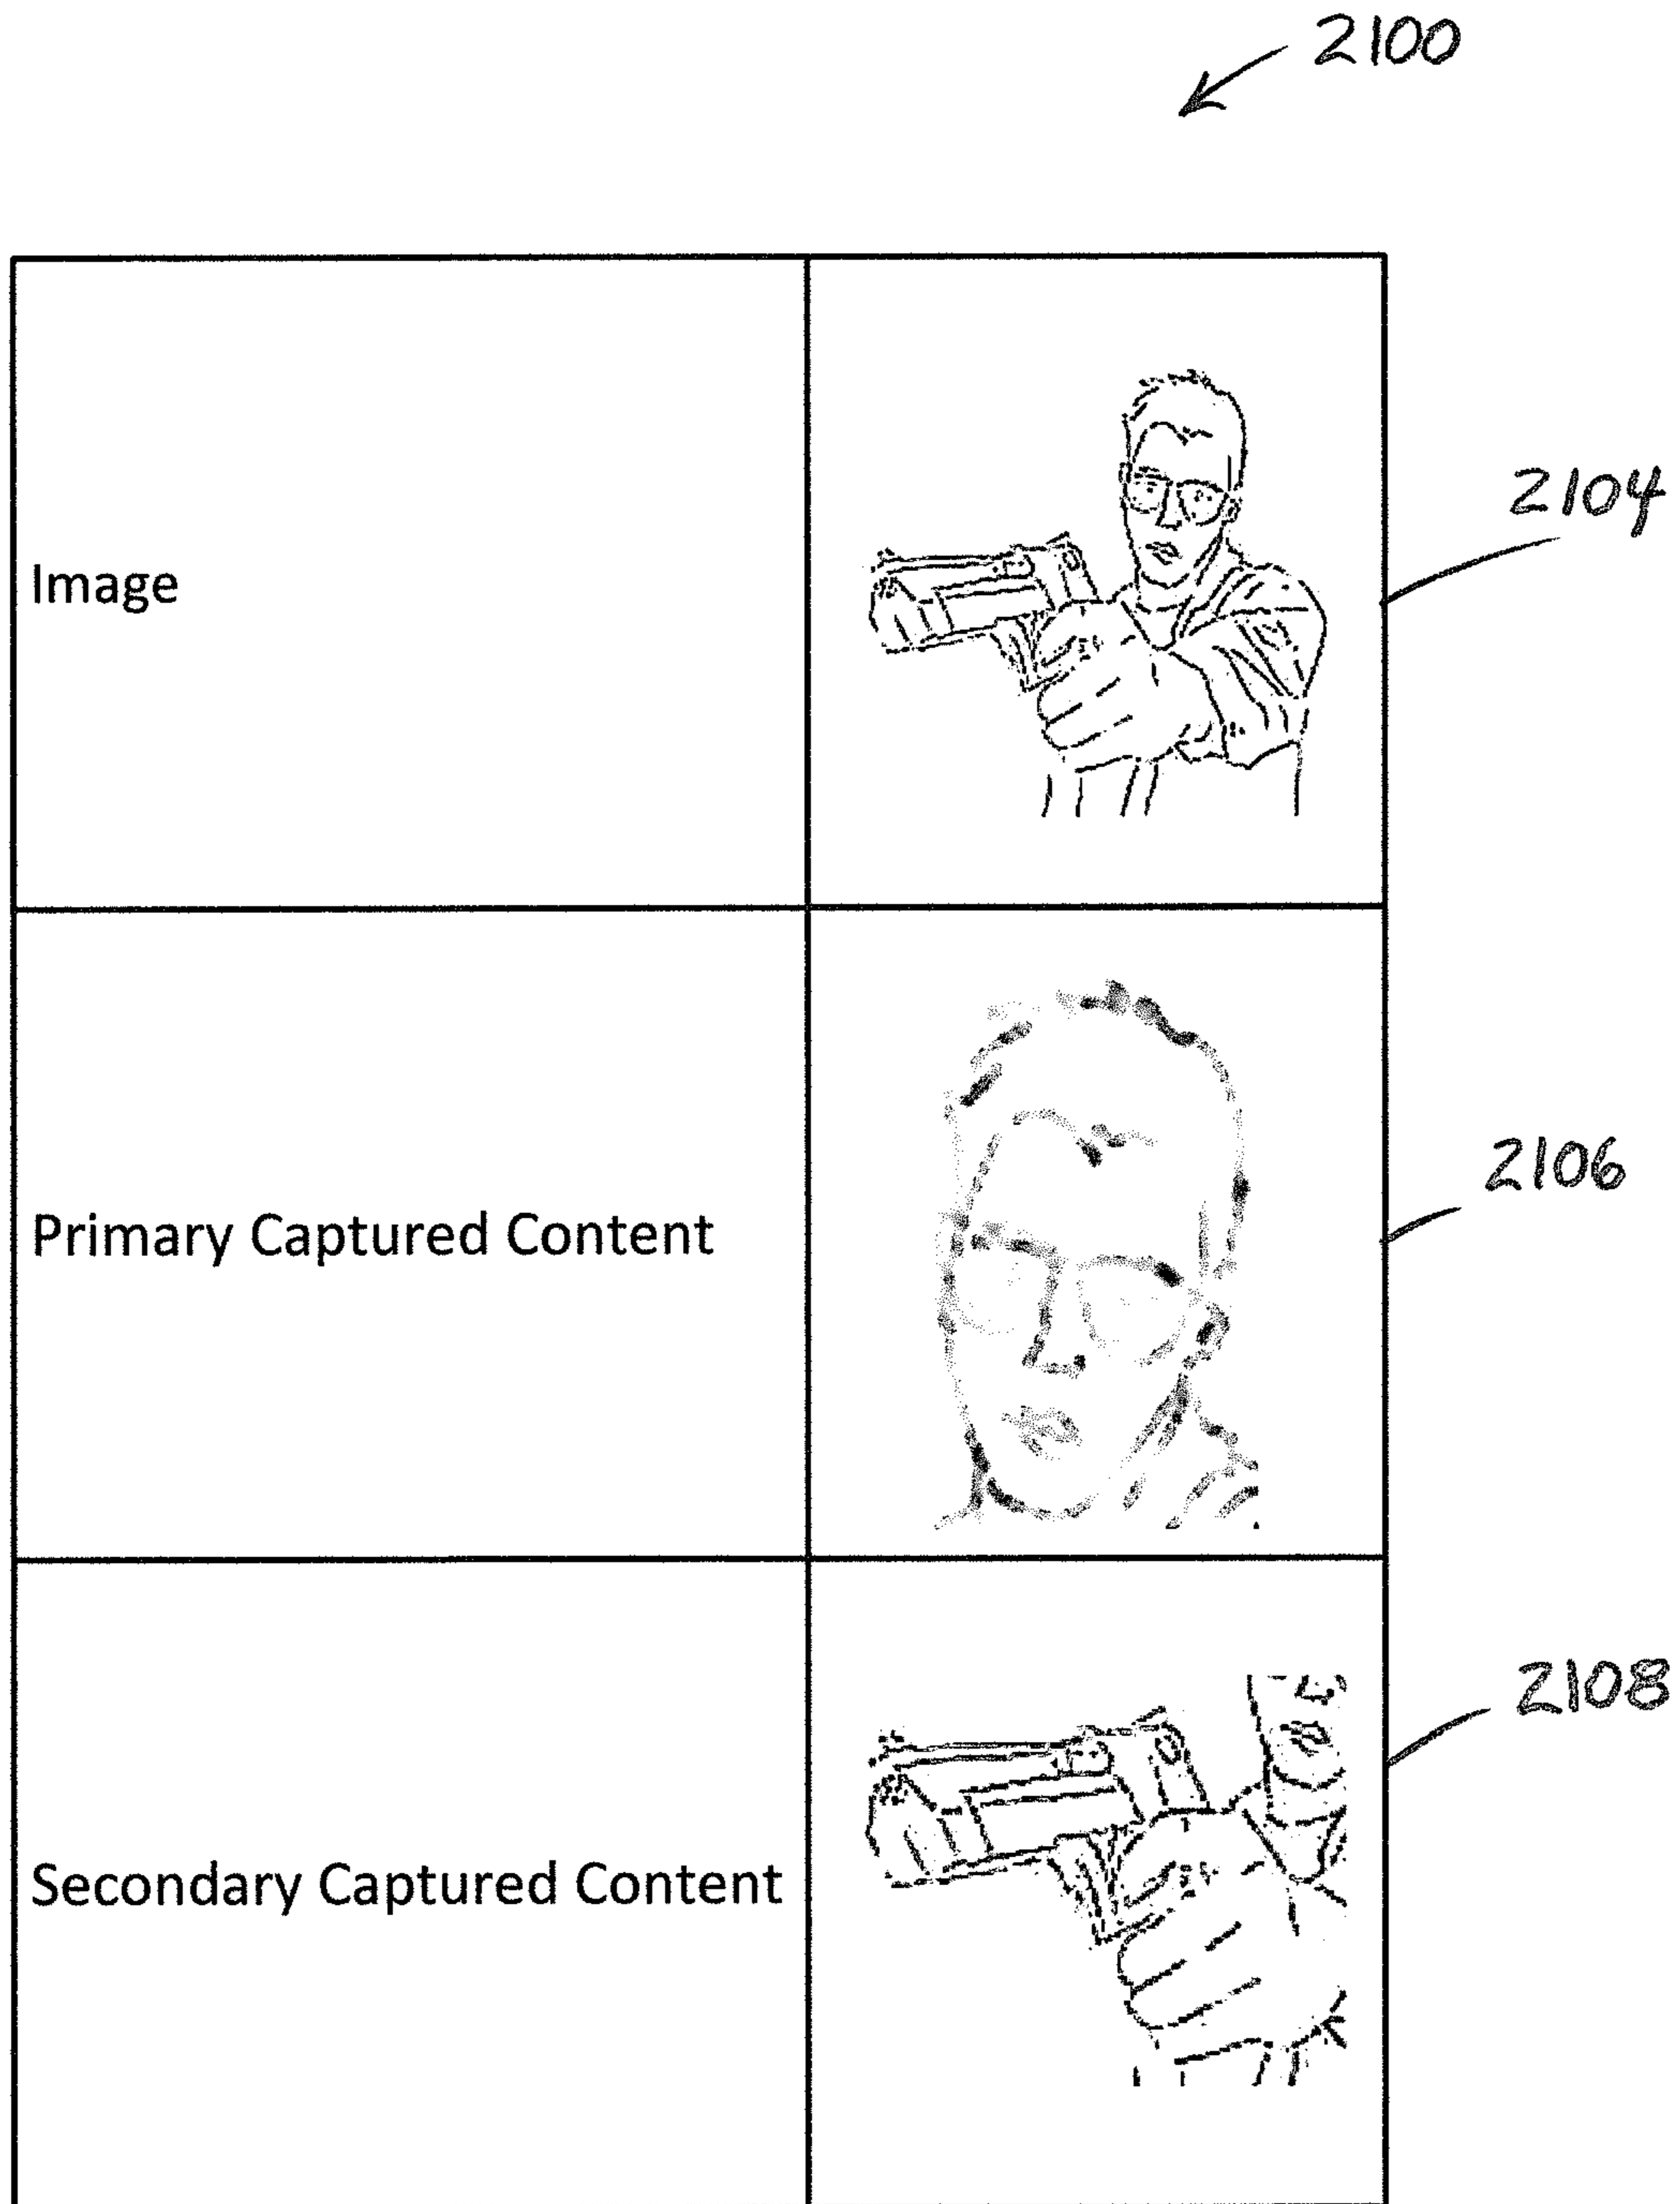 2100
Image
2104
Primary Captured Content
2106
Secondary Captured Content
2108